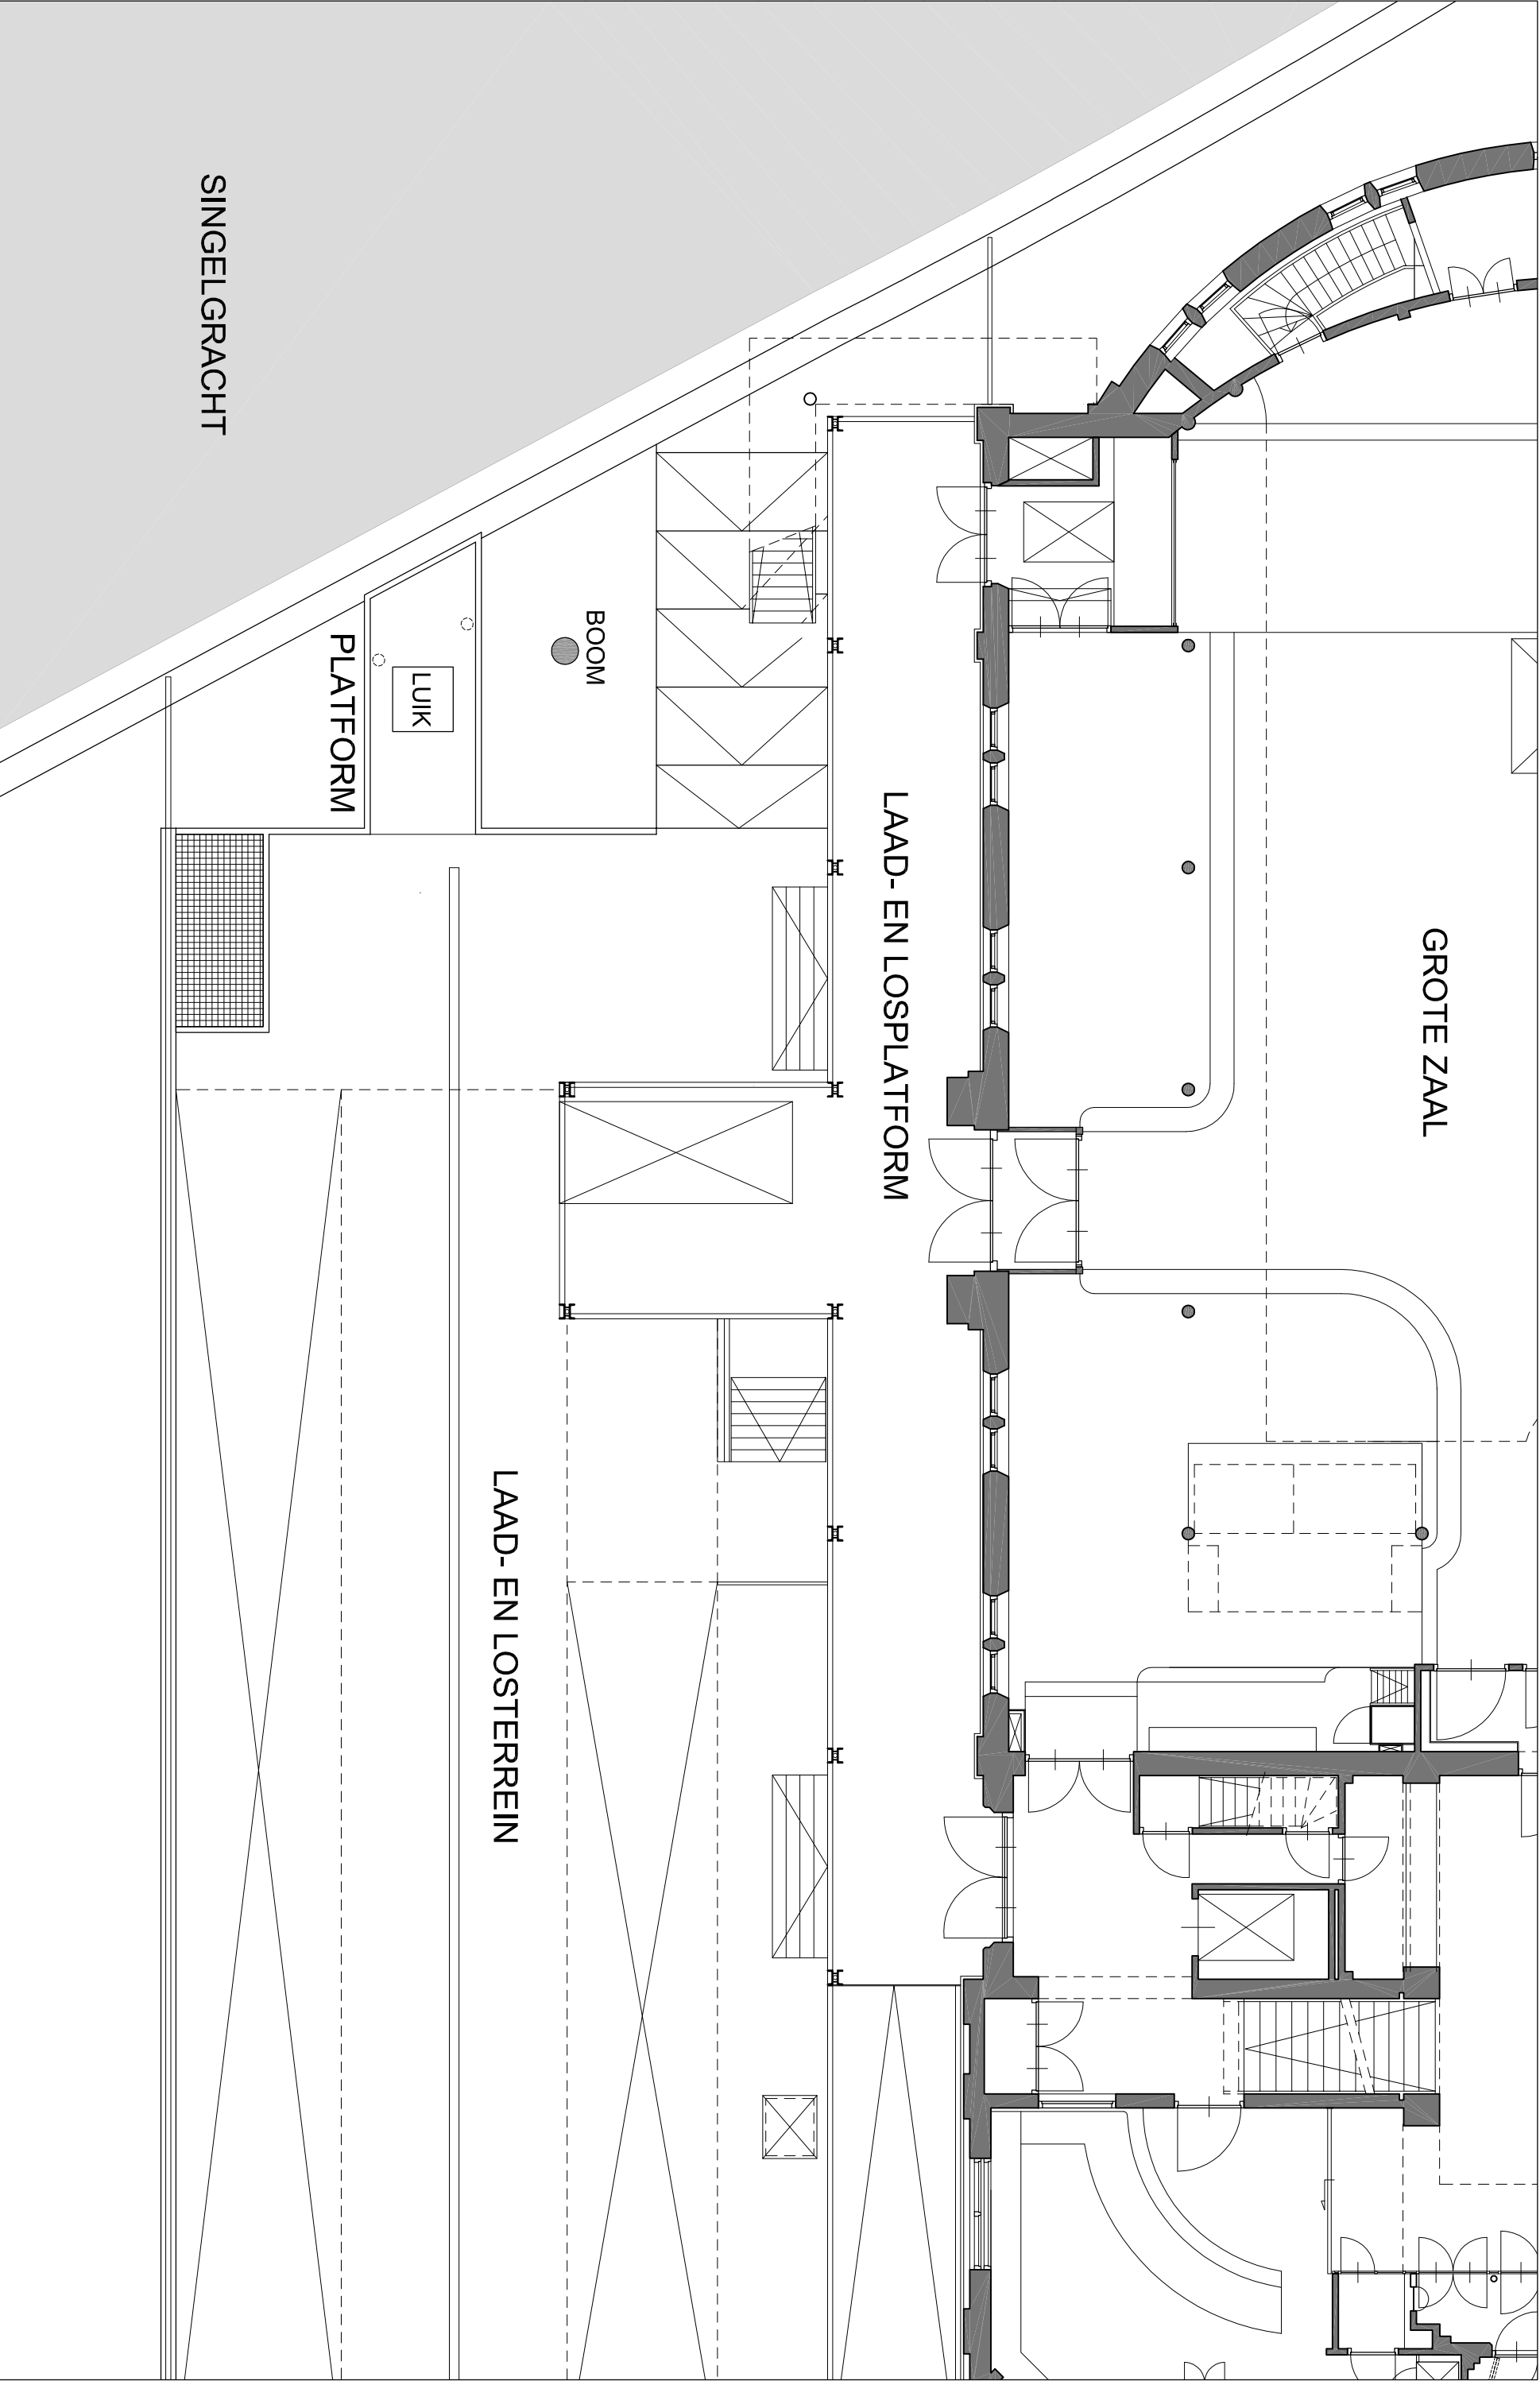 SINGELGRACHT
PLATFORM
LUIK
BOOM
LAAD- EN LOSPLATFORM
GROTE ZAAL
LAAD- EN LOSTERREIN